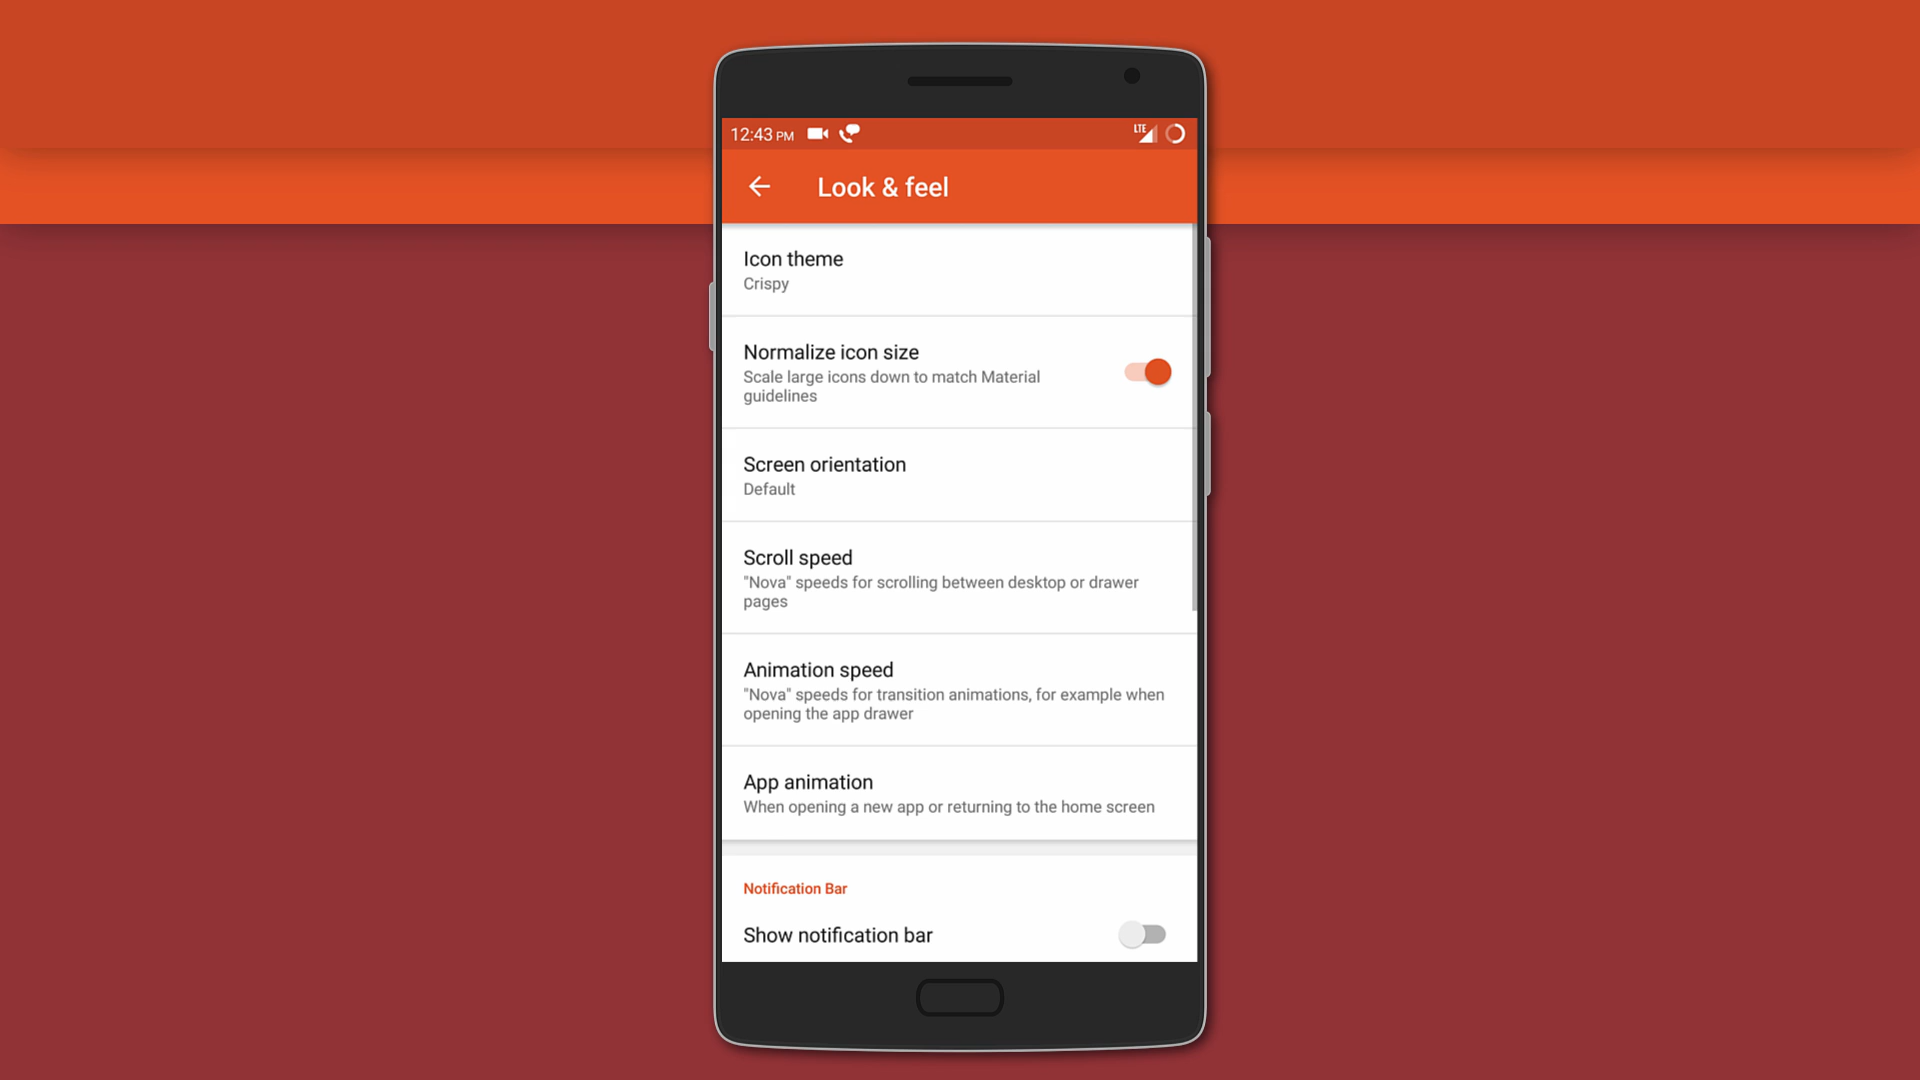 12:43 PM
LTE
Look & feel
Icon theme
Crispy
Normalize icon size
Scale large icons down to match Material
guidelines
Screen orientation
Default
Scroll speed
"Nova" speeds for scrolling between desktop or drawer
pages
Animation speed
"Nova" speeds for transition animations, for example when
opening the app drawer
App animation
When opening a new app or returning to the home screen
Notification Bar
Show notification bar